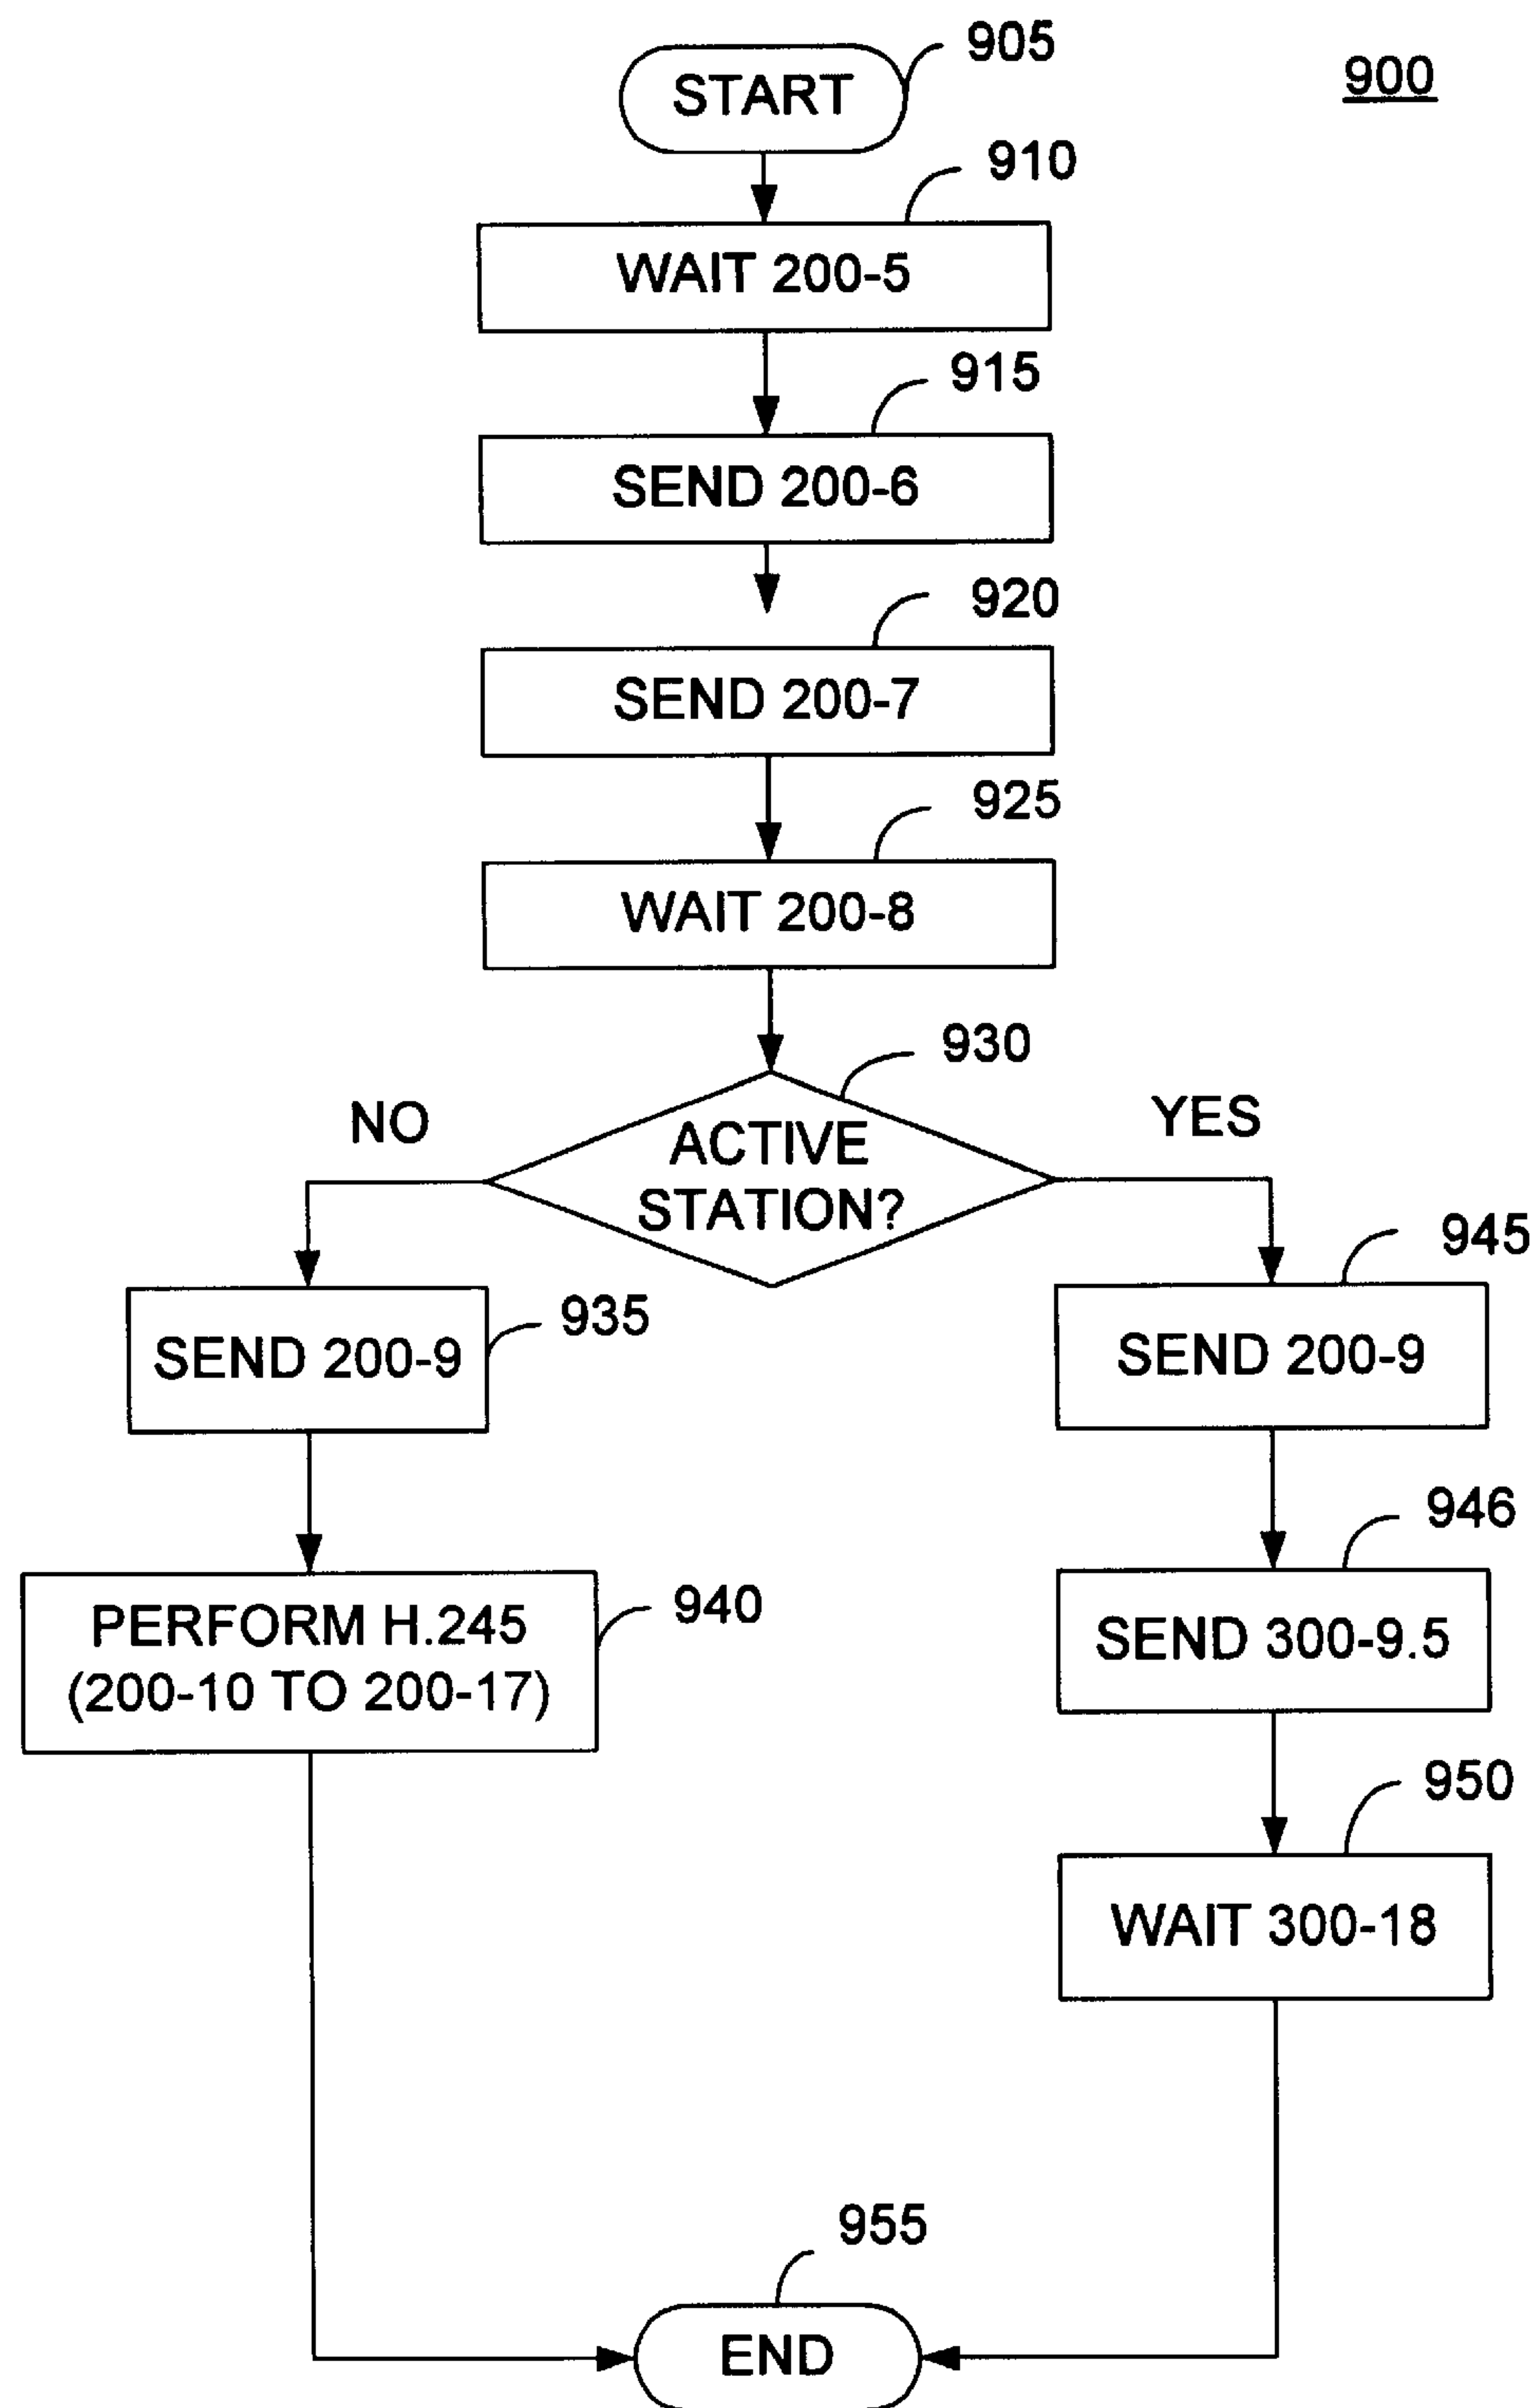 905
900
START
910
WAIT 200-5
915
SEND 200-6
920
SEND 200-7
925
WAIT 200-8
930
NO
YES
ACTIVE
STATION?
945
935
SEND 200-9
SEND 200-9
946
940
PERFORM H.245
(200-10 TO 200-17)
SEND 300-9.5
950
WAIT 300-18
955
END